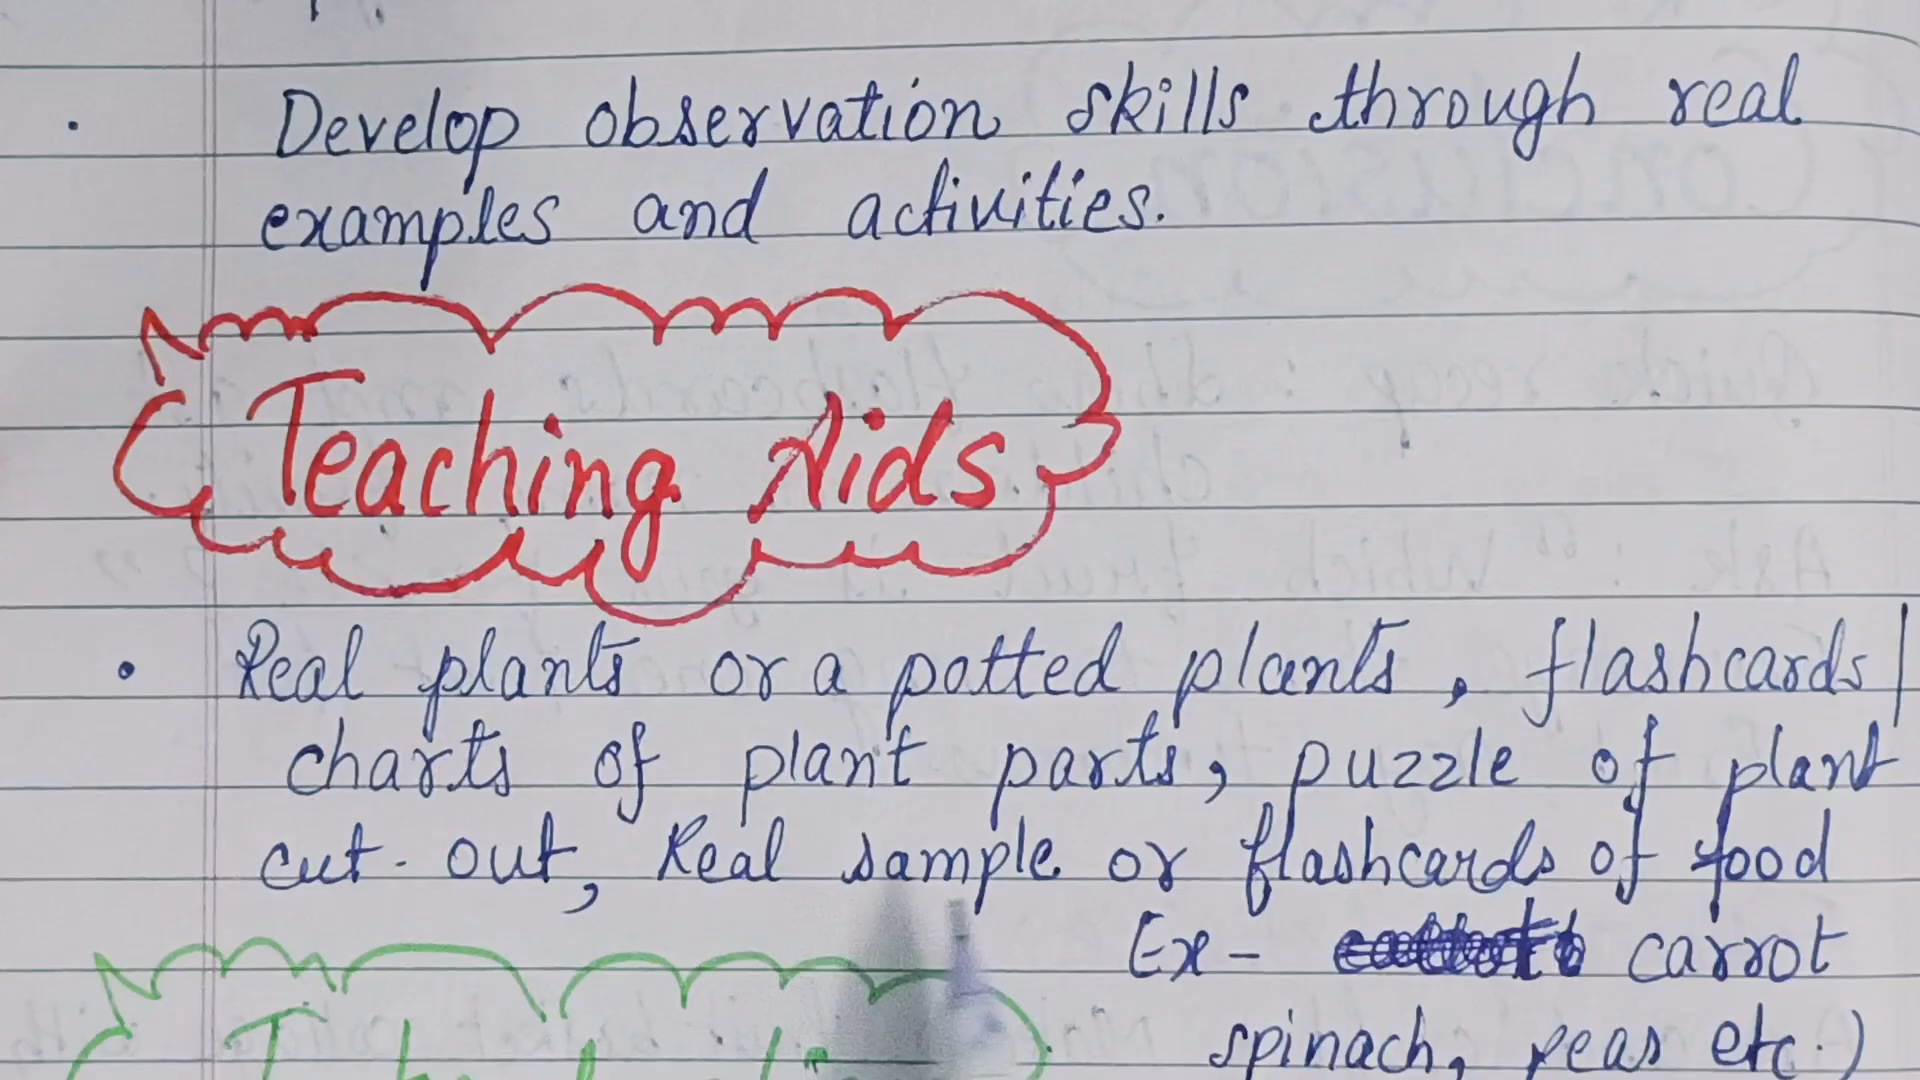 . Develop observation skills through real
examples and activities.
Teaching Aids
• Real plants or a potted plants, flashcards/
charts of plant parts, puzzle of plant
cut-out, Real sample or flashcards of food
Ex- carrot
spinach, peas etc.)